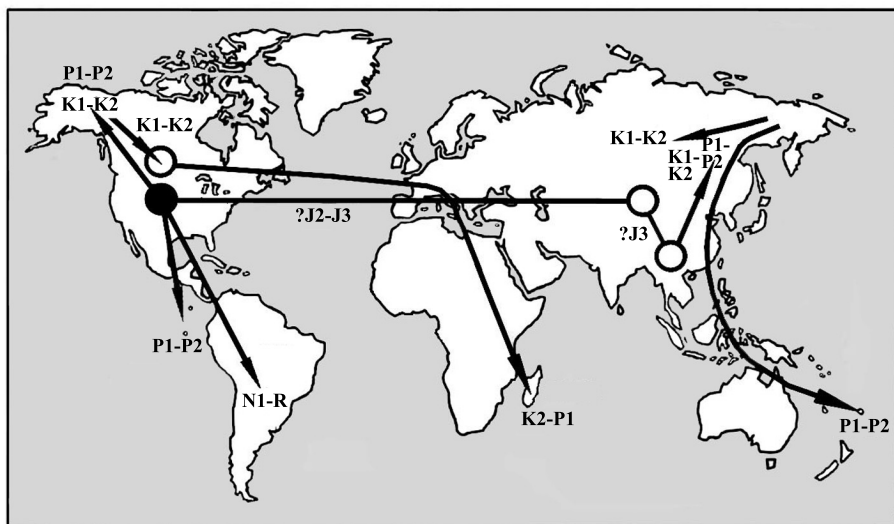 P1-P2
K1-K2
K1-K2
K1-K2
P1-
P2
K1-
K2
?J2-J3
?J3
P1-P2
N1-R
K2-P1
P1-P2